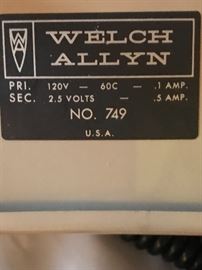 WELCH
ALLYN
PRI. 120V — 60C — .1 AMP.
SEC. 2.5 VOLTS — .5 AMP.
NO. 749
U.S.A.